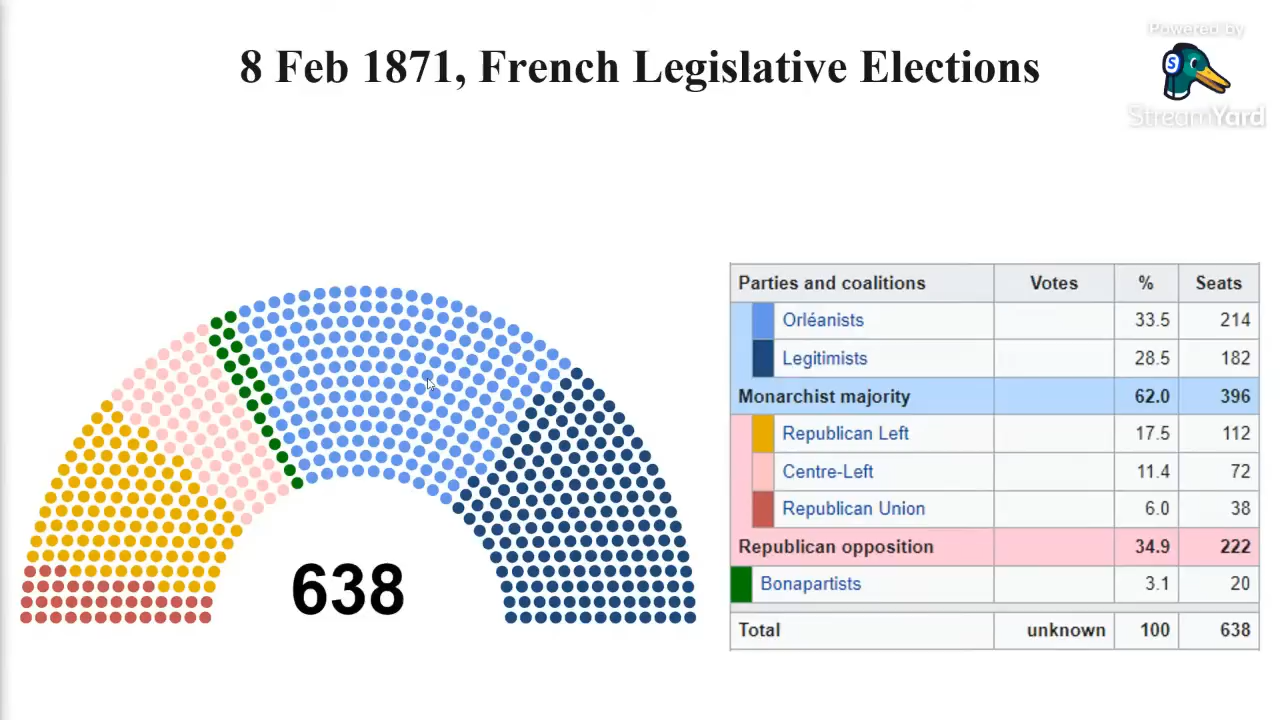 Powered by
S
StreamYard
8 Feb 1871, French Legislative Elections
Parties and coalitions Votes % Seats
Orléanists 33.5 214
Legitimists 28.5 182
Monarchist majority 62.0 396
Republican Left 17.5 112
Centre-Left 11.4 72
Republican Union 6.0 38
Republican opposition 34.9 222
Bonapartists 3.1 20
Total unknown 100 638
638